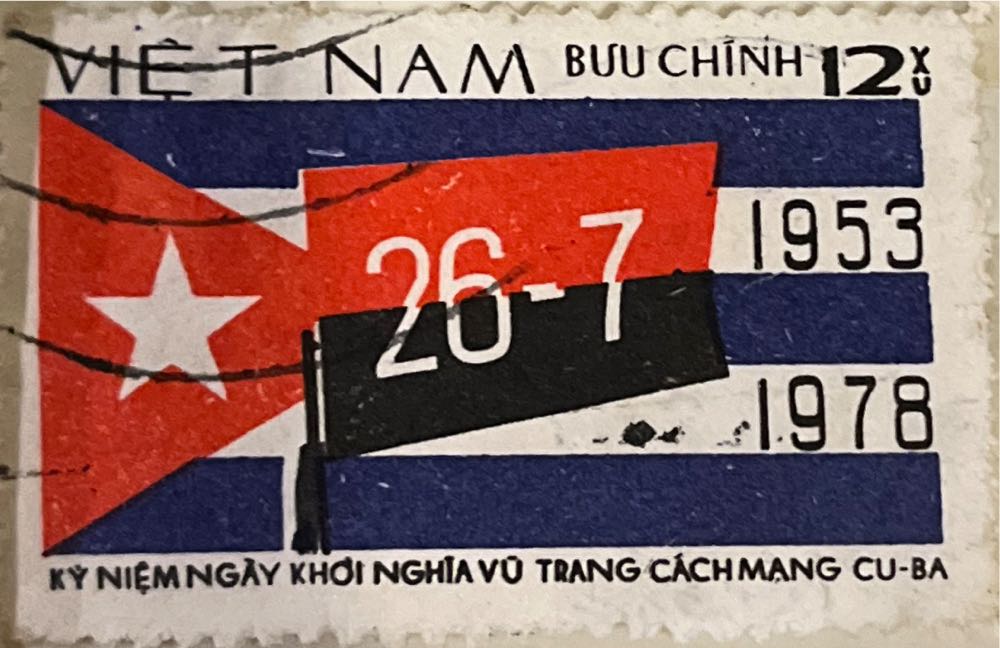 VIỆT NAM BƯU CHÍNH 12 XU
26-7
1953
1978
KỶ NIỆM NGÀY KHỞI NGHĨA VŨ TRANG CÁCH MẠNG CU-BA